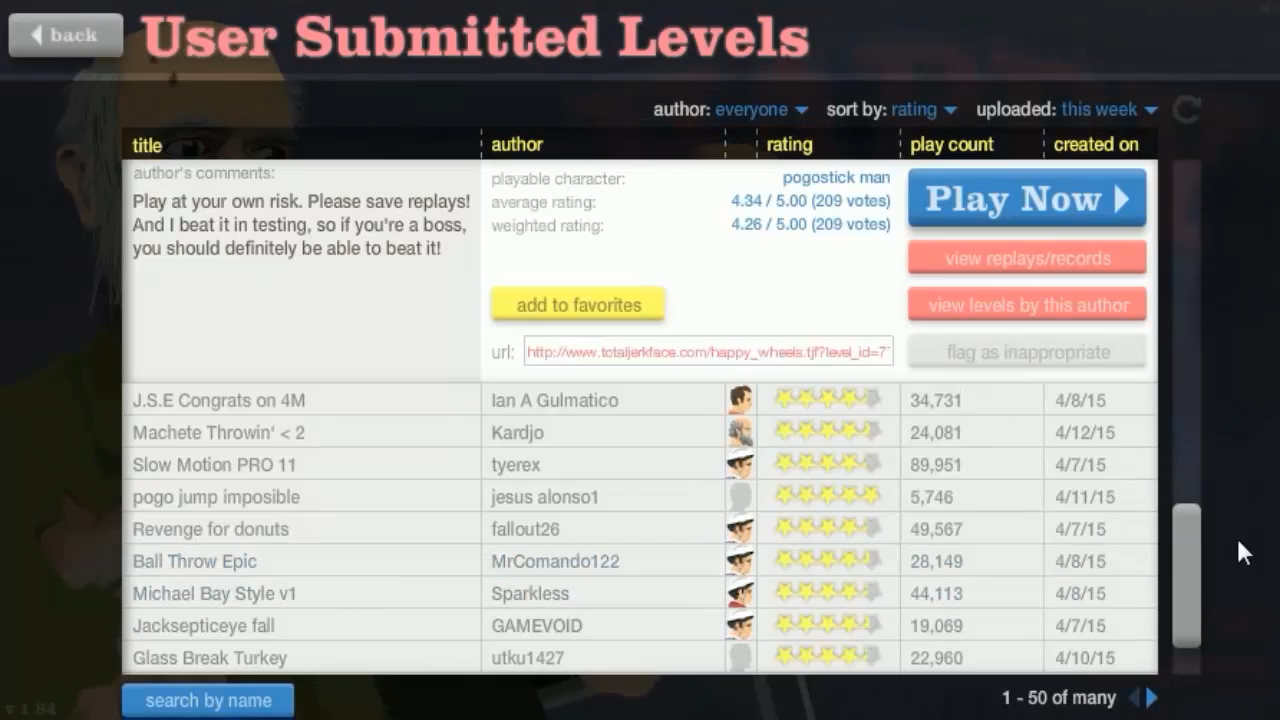 back
User Submitted Levels
author: everyone sort by: rating uploaded: this week
title author rating play count created on
author's comments:
Play at your own risk. Please save replays!
And I beat it in testing, so if you're a boss,
you should definitely be able to beat it!
playable character: pogostick man
average rating: 4.34 / 5.00 (209 votes)
weighted rating: 4.26 / 5.00 (209 votes)
add to favorites
url: http://www.totaljerkface.com/happy_wheels.tjf?level_id=7
Play Now
view replays/records
view levels by this author
flag as inappropriate
J.S.E Congrats on 4M Ian A Gulmatico 34,731 4/8/15
Machete Throwin' < 2 Kardjo 24,081 4/12/15
Slow Motion PRO 11 tyerex 89,951 4/7/15
pogo jump imposible jesus alonso1 5,746 4/11/15
Revenge for donuts fallout26 49,567 4/7/15
Ball Throw Epic MrComando122 28,149 4/8/15
Michael Bay Style v1 Sparkless 44,113 4/8/15
Jacksepticeye fall GAMEVOID 19,069 4/7/15
Glass Break Turkey utku1427 22,960 4/10/15
search by name
1 - 50 of many
v 1.84